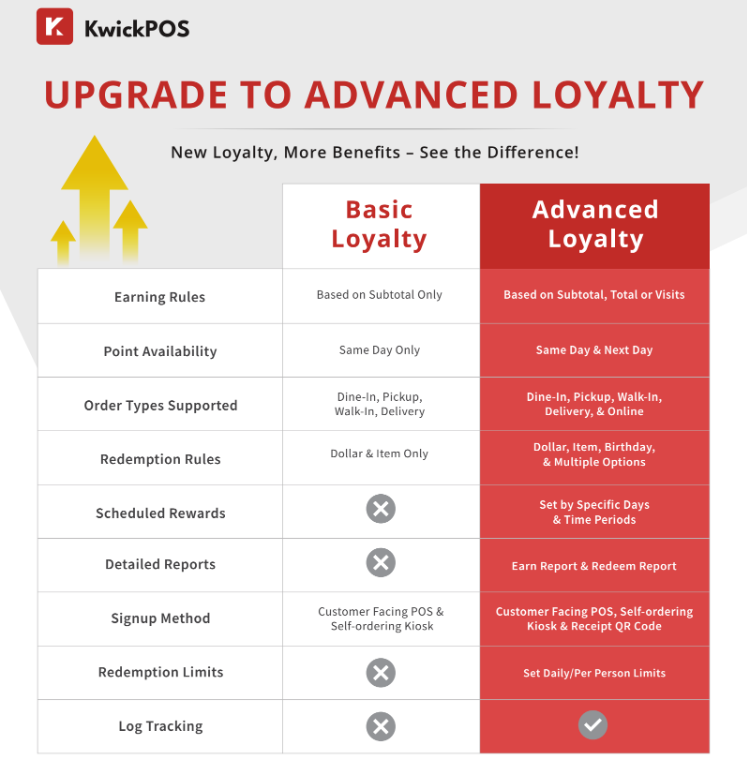 KwickPOS
UPGRADE TO ADVANCED LOYALTY
New Loyalty, More Benefits – See the Difference!
Basic
Loyalty
Advanced
Loyalty
Earning Rules
Based on Subtotal Only
Based on Subtotal, Total or Visits
Point Availability
Same Day Only
Same Day & Next Day
Order Types Supported
Dine-In, Pickup,
Walk-In, Delivery
Dine-In, Pickup, Walk-In,
Delivery, & Online
Redemption Rules
Dollar & Item Only
Dollar, Item, Birthday,
& Multiple Options
Scheduled Rewards
Set by Specific Days
& Time Periods
Detailed Reports
Earn Report & Redeem Report
Signup Method
Customer Facing POS &
Self-ordering Kiosk
Customer Facing POS, Self-ordering
Kiosk & Receipt QR Code
Redemption Limits
Set Daily/Per Person Limits
Log Tracking